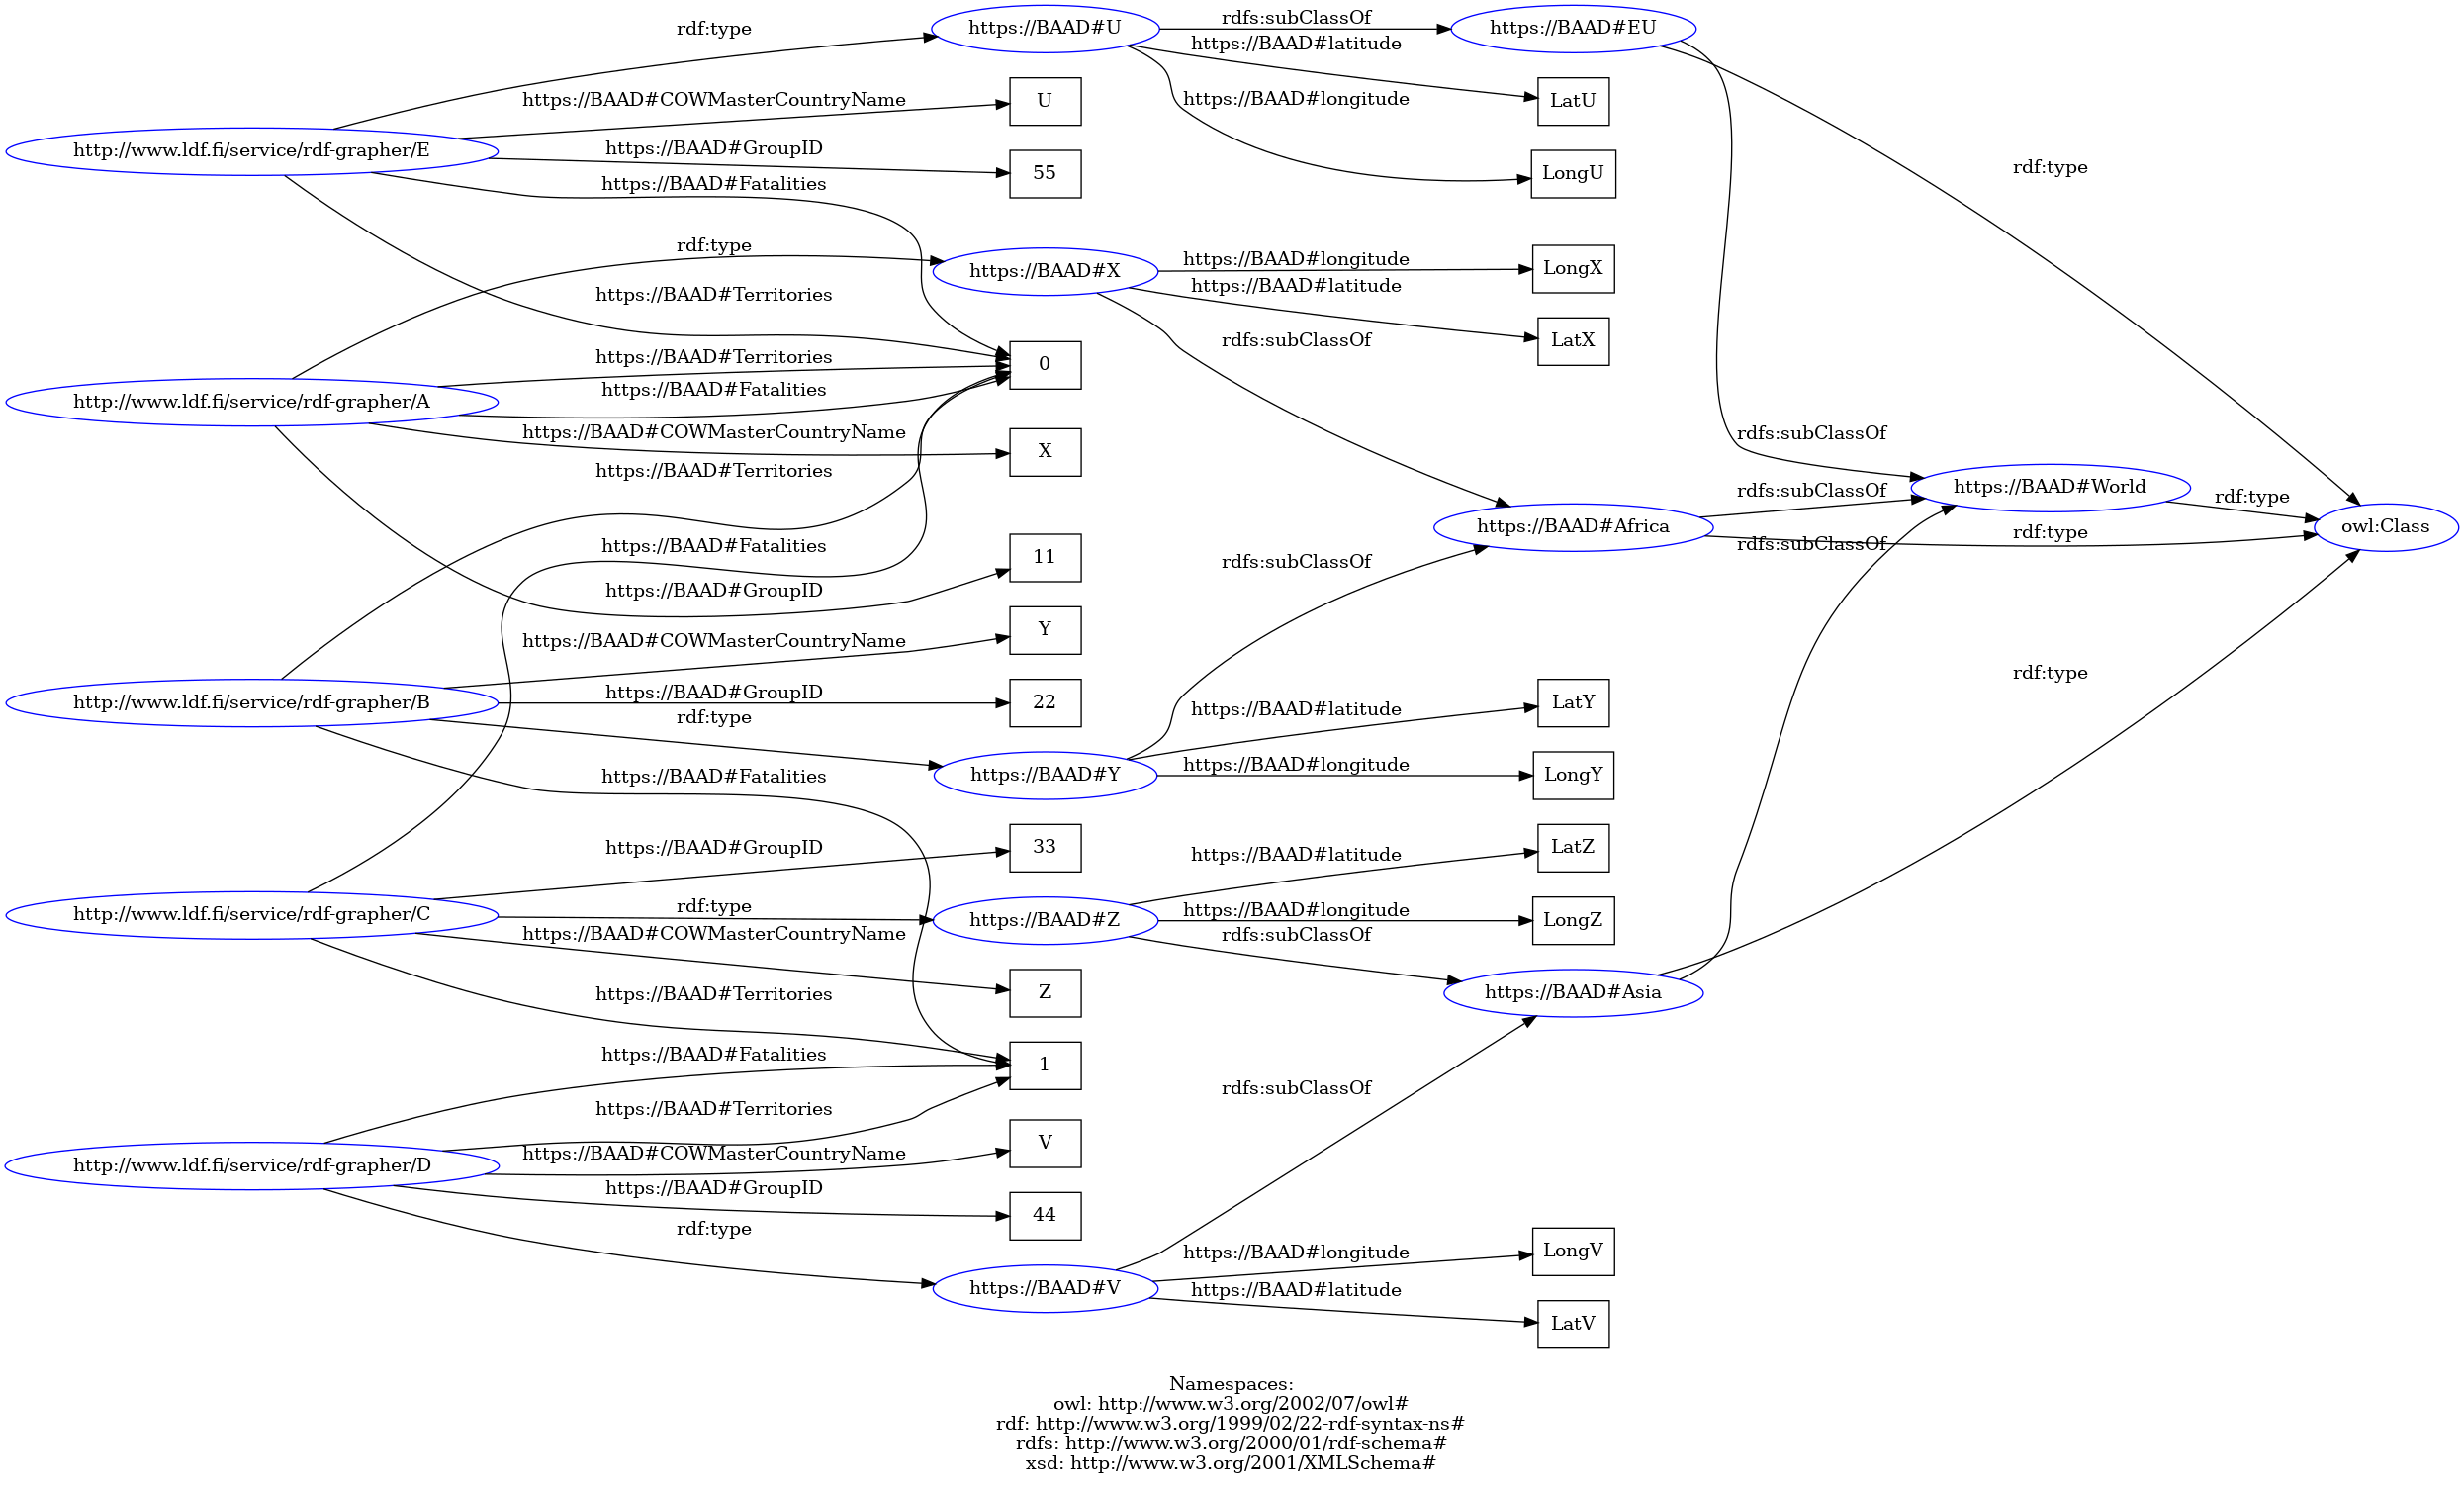 rdf:type
https://BAAD#U
rdfs:subClassOf
https://BAAD#EU
https://BAAD#latitude
https://BAAD#COWMasterCountryName
U
https://BAAD#longitude
LatU
http://www.ldf.fi/service/rdf-grapher/E
https://BAAD#GroupID
55
LongU
rdf:type
https://BAAD#Fatalities
rdf:type
https://BAAD#X
https://BAAD#longitude
LongX
https://BAAD#latitude
https://BAAD#Territories
rdfs:subClassOf
LatX
https://BAAD#Territories
0
https://BAAD#Fatalities
http://www.ldf.fi/service/rdf-grapher/A
https://BAAD#COWMasterCountryName
X
rdfs:subClassOf
https://BAAD#Territories
https://BAAD#World
rdfs:subClassOf
rdf:type
https://BAAD#Africa
owl:Class
rdf:type
rdfs:subClassOf
https://BAAD#Fatalities
11
rdfs:subClassOf
https://BAAD#GroupID
https://BAAD#COWMasterCountryName
Y
rdf:type
http://www.ldf.fi/service/rdf-grapher/B
https://BAAD#GroupID
22
https://BAAD#latitude
LatY
rdf:type
https://BAAD#Fatalities
https://BAAD#Y
https://BAAD#longitude
LongY
https://BAAD#GroupID
33
https://BAAD#latitude
LatZ
http://www.ldf.fi/service/rdf-grapher/C
rdf:type
https://BAAD#Z
https://BAAD#longitude
LongZ
https://BAAD#COWMasterCountryName
rdfs:subClassOf
https://BAAD#Territories
Z
https://BAAD#Asia
https://BAAD#Fatalities
1
rdfs:subClassOf
https://BAAD#Territories
https://BAAD#COWMasterCountryName
V
http://www.ldf.fi/service/rdf-grapher/D
https://BAAD#GroupID
44
rdf:type
https://BAAD#longitude
LongV
https://BAAD#V
https://BAAD#latitude
LatV
Namespaces:
owl: http://www.w3.org/2002/07/owl#
rdf: http://www.w3.org/1999/02/22-rdf-syntax-ns#
rdfs: http://www.w3.org/2000/01/rdf-schema#
xsd: http://www.w3.org/2001/XMLSchema#